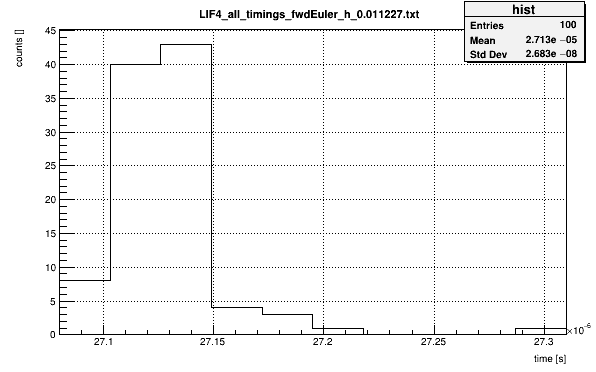 LIF4_all_timings_fwdEuler_h_0.011227.txt
hist
Entries 100
Mean 2.713e −05
Std Dev 2.683e −08
counts []
45
40
35
30
25
20
15
10
5
0
27.1 27.15 27.2 27.25 27.3
×10⁻⁶
time [s]